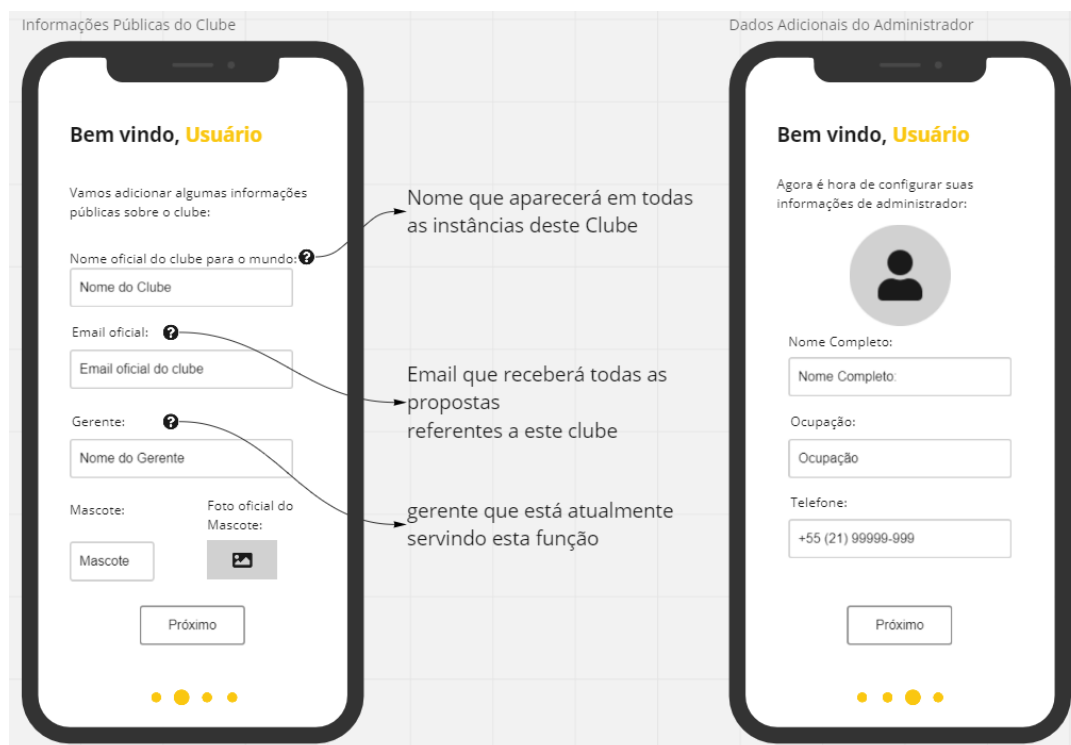 Informações Públicas do Clube
Bem vindo, Usuário
Vamos adicionar algumas informações
públicas sobre o clube:
Nome oficial do clube para o mundo:
?
Nome do Clube
Email oficial:
?
Email oficial do clube
Gerente:
?
Nome do Gerente
Mascote:
Foto oficial do
Mascote:
Mascote
Próximo
Nome que aparecerá em todas
as instâncias deste Clube
Email que receberá todas as
propostas
referentes a este clube
gerente que está atualmente
servindo esta função
Dados Adicionais do Administrador
Bem vindo, Usuário
Agora é hora de configurar suas
informações de administrador:
Nome Completo:
Nome Completo:
Ocupação:
Ocupação
Telefone:
+55 (21) 99999-999
Próximo